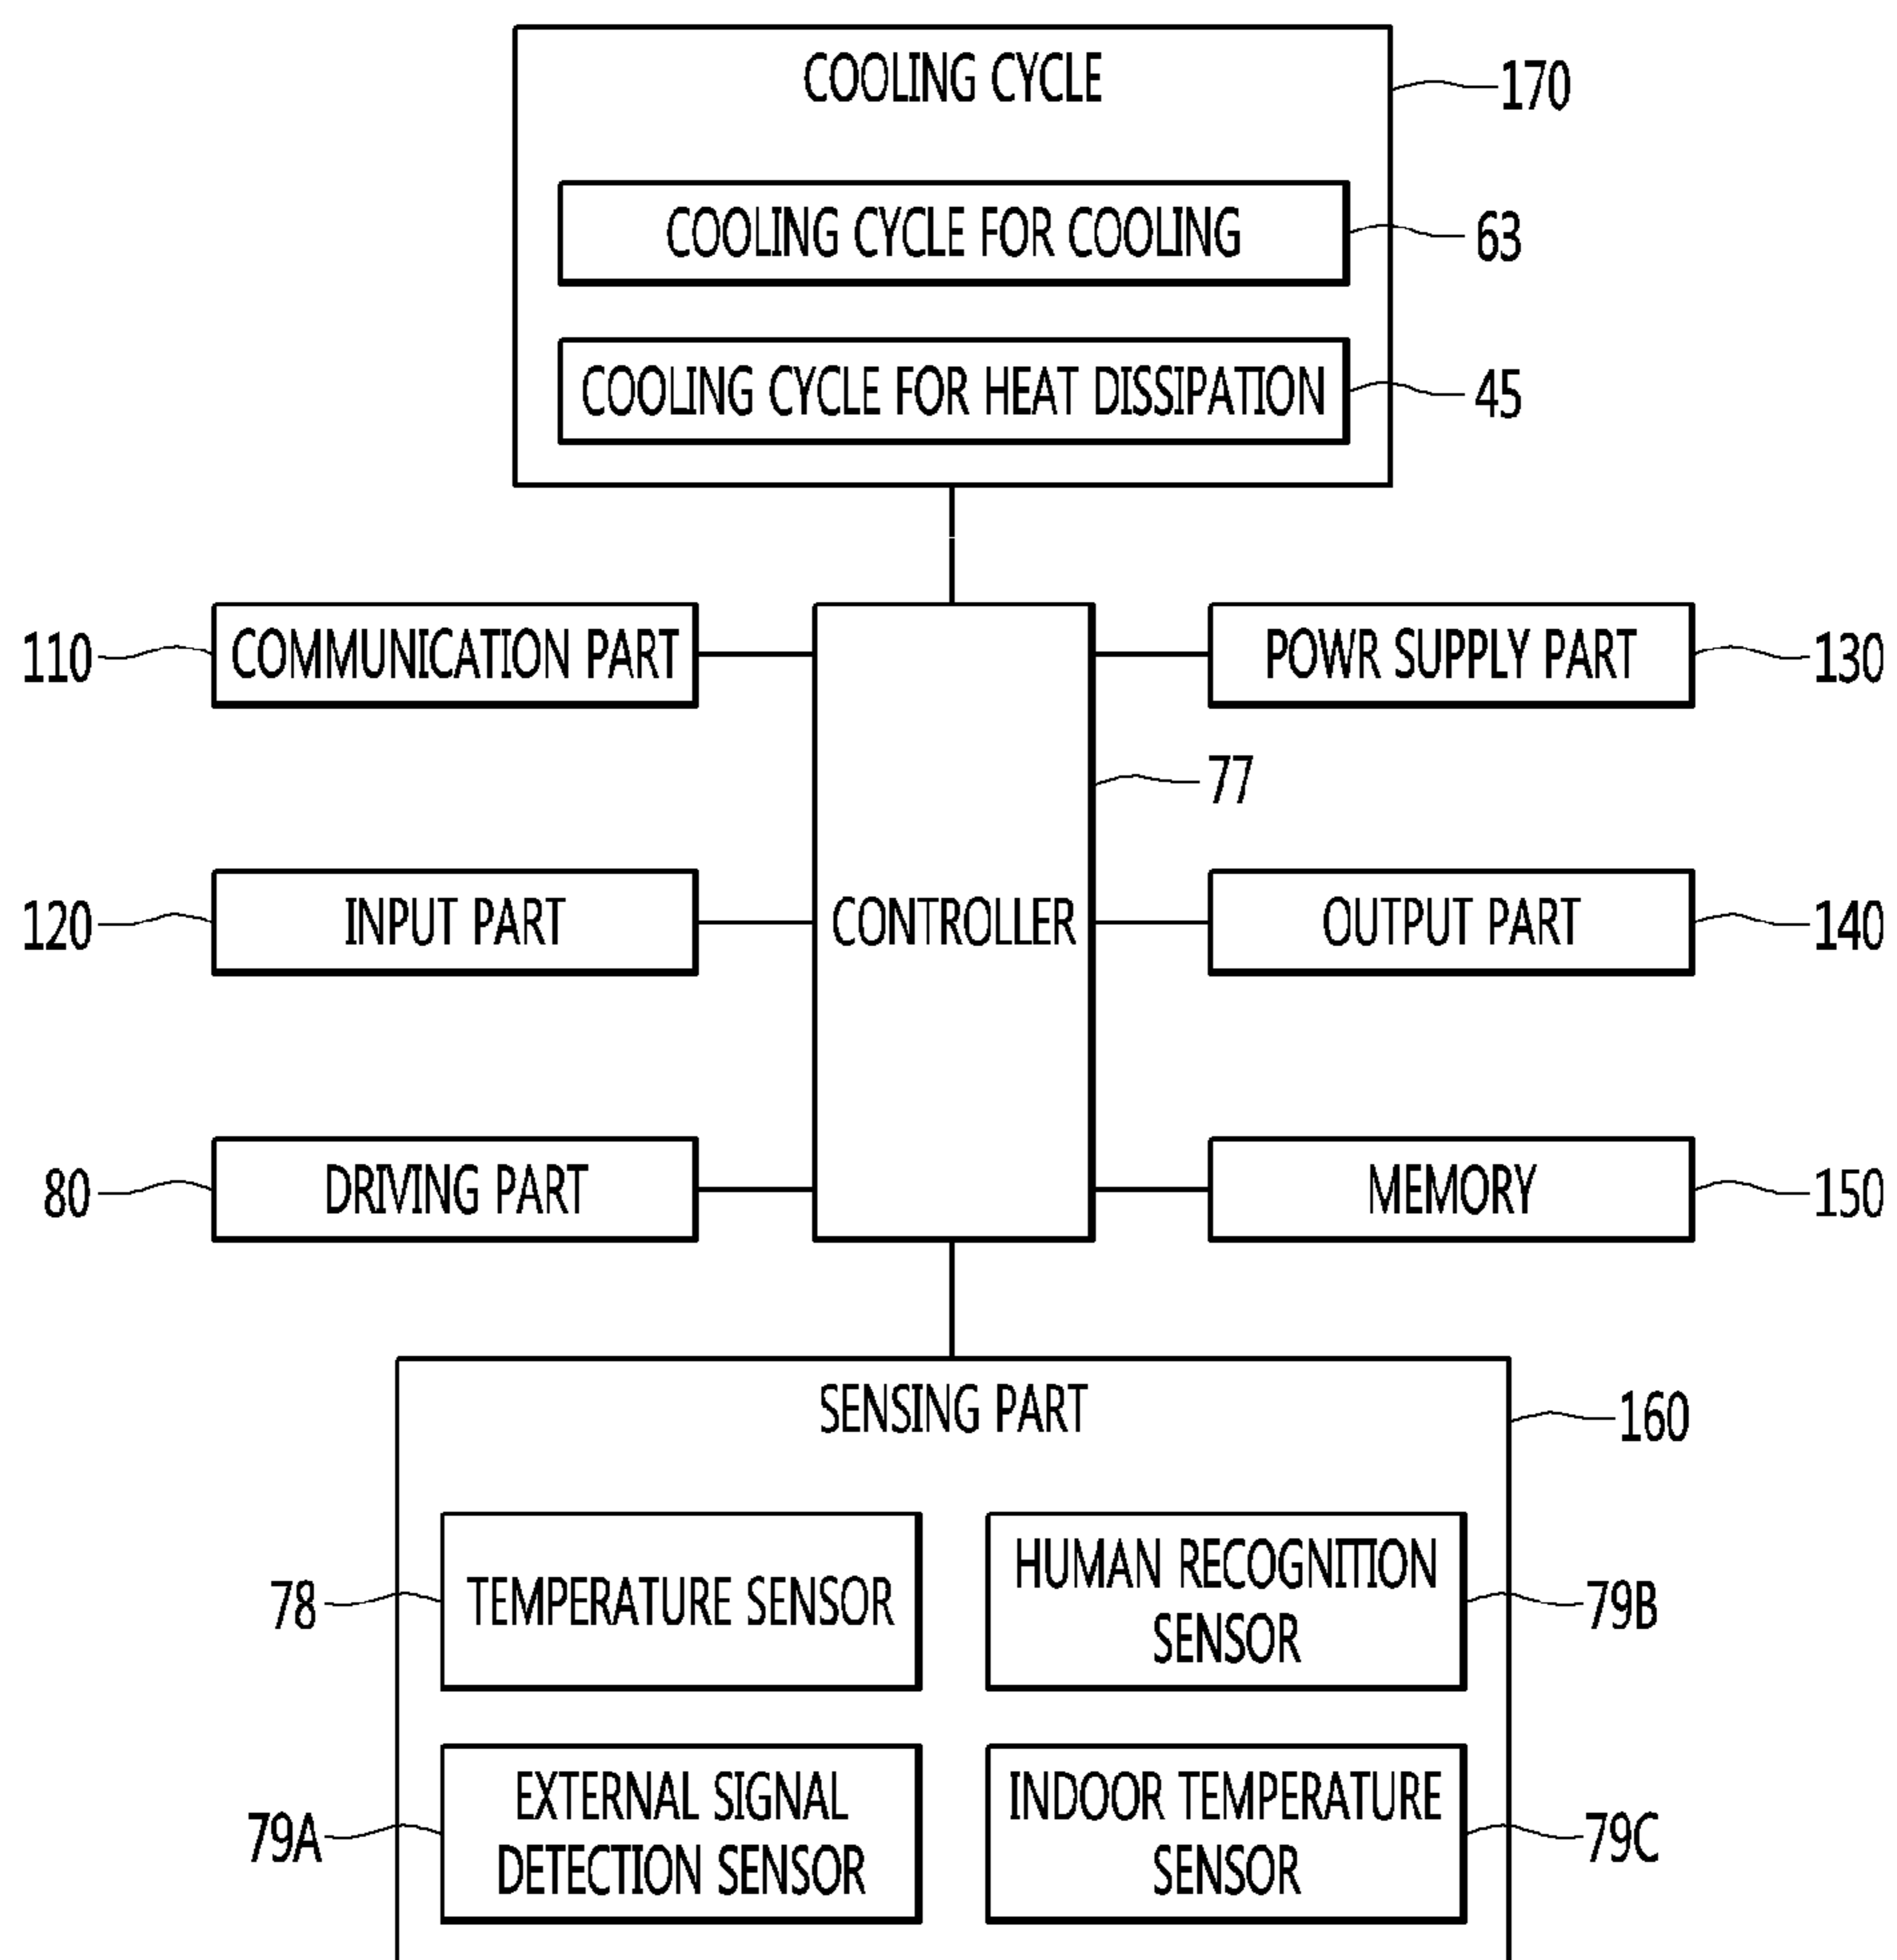 COOLING CYCLE
170
COOLING CYCLE FOR COOLING
63
COOLING CYCLE FOR HEAT DISSIPATION
45
110
COMMUNICATION PART
POWR SUPPLY PART
130
77
120
INPUT PART
CONTROLLER
OUTPUT PART
140
80
DRIVING PART
MEMORY
150
SENSING PART
160
78
TEMPERATURE SENSOR
HUMAN RECOGNITION
SENSOR
79B
79A
EXTERNAL SIGNAL
DETECTION SENSOR
INDOOR TEMPERATURE
SENSOR
79C